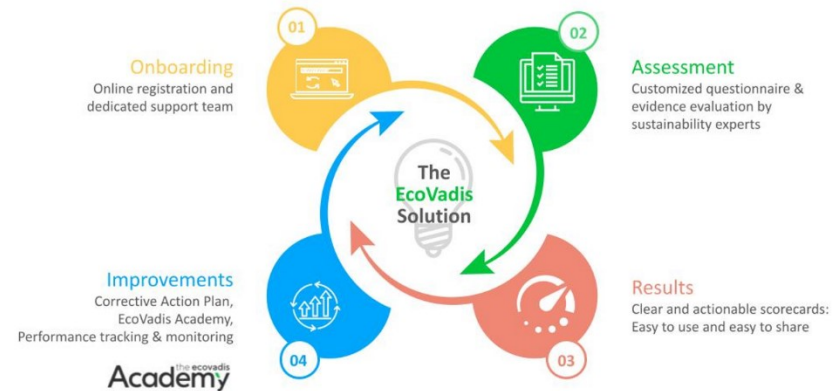 01
Onboarding
Online registration and
dedicated support team
02
Assessment
Customized questionnaire &
evidence evaluation by
sustainability experts
The
EcoVadis
Solution
Improvements
Corrective Action Plan,
EcoVadis Academy,
Performance tracking & monitoring
04
the ecovadis
Academy
Results
Clear and actionable scorecards:
Easy to use and easy to share
03